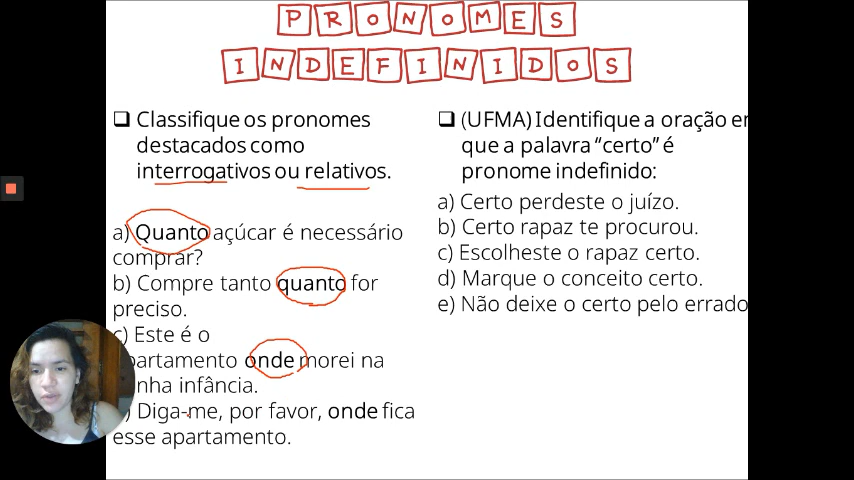 PRONOMES
INDEFINIDOS
Classifique os pronomes
destacados como
interrogativos ou relativos.
a) Quanto açúcar é necessário
comprar?
b) Compre tanto quanto for
preciso.
c) Este é o
partamento onde morei na
nha infância.
) Diga-me, por favor, onde fica
esse apartamento.
(UFMA) Identifique a oração
que a palavra “certo” é
pronome indefinido:
a) Certo perdeste o juízo.
b) Certo rapaz te procurou.
c) Escolheste o rapaz certo.
d) Marque o conceito certo.
e) Não deixe o certo pelo errado